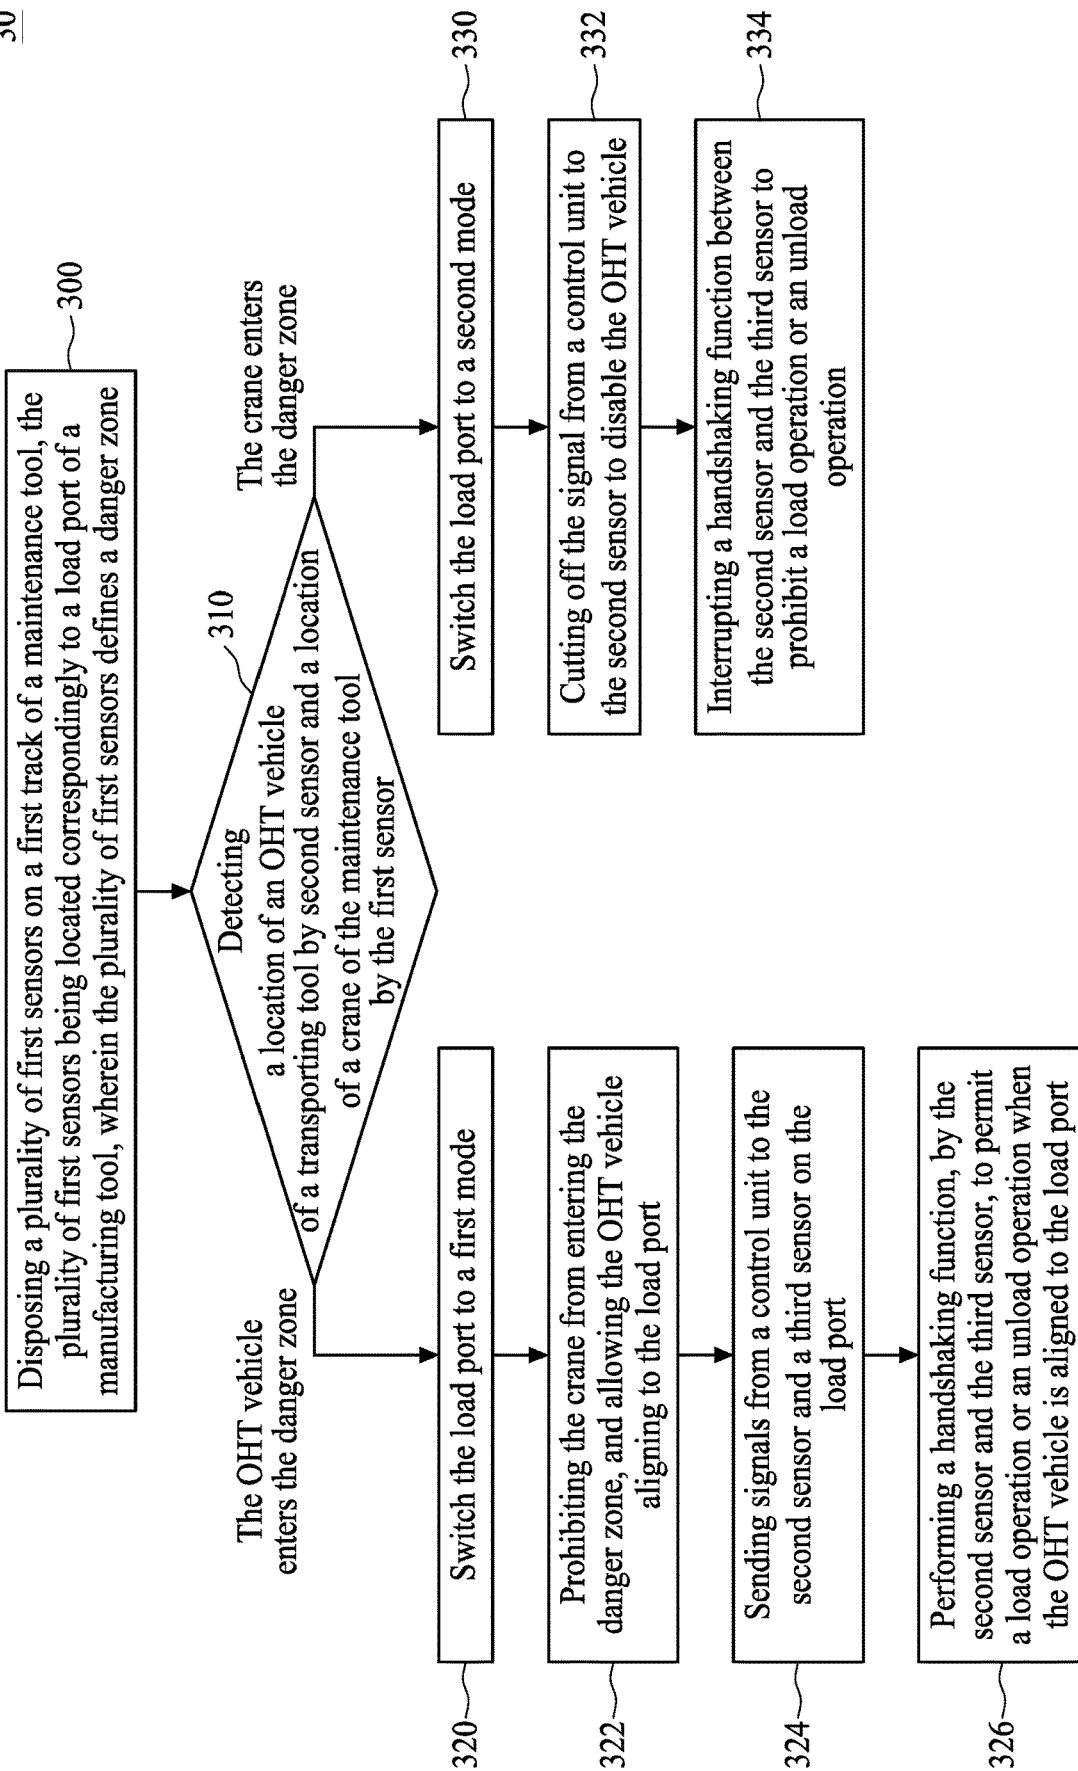 30
Disposing a plurality of first sensors on a first track of a maintenance tool, the
plurality of first sensors being located correspondingly to a load port of a
manufacturing tool, wherein the plurality of first sensors defines a danger zone
300
Detecting
a location of an OHT vehicle
of a transporting tool by second sensor and a location
of a crane of the maintenance tool
by the first sensor
310
The OHT vehicle
enters the danger zone
The crane enters
the danger zone
320
Switch the load port to a first mode
322
Prohibiting the crane from entering the
danger zone, and allowing the OHT vehicle
aligning to the load port
324
Sending signals from a control unit to the
second sensor and a third sensor on the
load port
326
Performing a handshaking function, by the
second sensor and the third sensor, to permit
a load operation or an unload operation when
the OHT vehicle is aligned to the load port
Switch the load port to a second mode
330
Cutting off the signal from a control unit to
the second sensor to disable the OHT vehicle
332
Interrupting a handshaking function between
the second sensor and the third sensor to
prohibit a load operation or an unload
operation
334